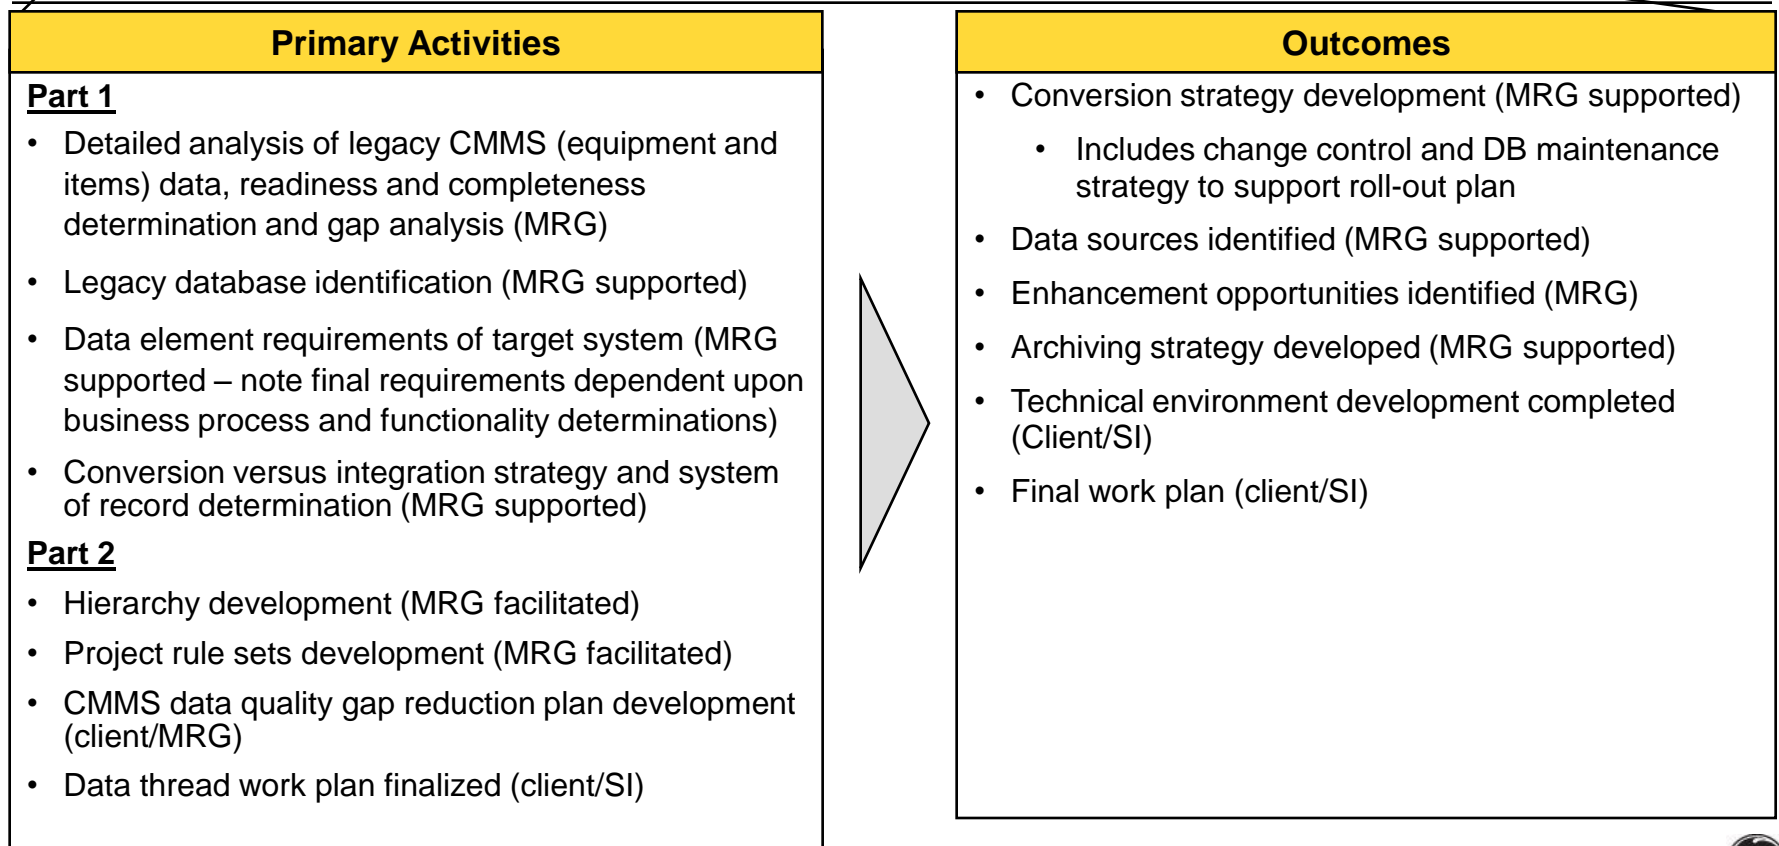 Primary Activities
Part 1
• Detailed analysis of legacy CMMS (equipment and
items) data, readiness and completeness
determination and gap analysis (MRG)
• Legacy database identification (MRG supported)
• Data element requirements of target system (MRG
supported – note final requirements dependent upon
business process and functionality determinations)
• Conversion versus integration strategy and system
of record determination (MRG supported)
Part 2
• Hierarchy development (MRG facilitated)
• Project rule sets development (MRG facilitated)
• CMMS data quality gap reduction plan development
(client/MRG)
• Data thread work plan finalized (client/SI)
Outcomes
• Conversion strategy development (MRG supported)
• Includes change control and DB maintenance
strategy to support roll-out plan
• Data sources identified (MRG supported)
• Enhancement opportunities identified (MRG)
• Archiving strategy developed (MRG supported)
• Technical environment development completed
(Client/SI)
• Final work plan (client/SI)